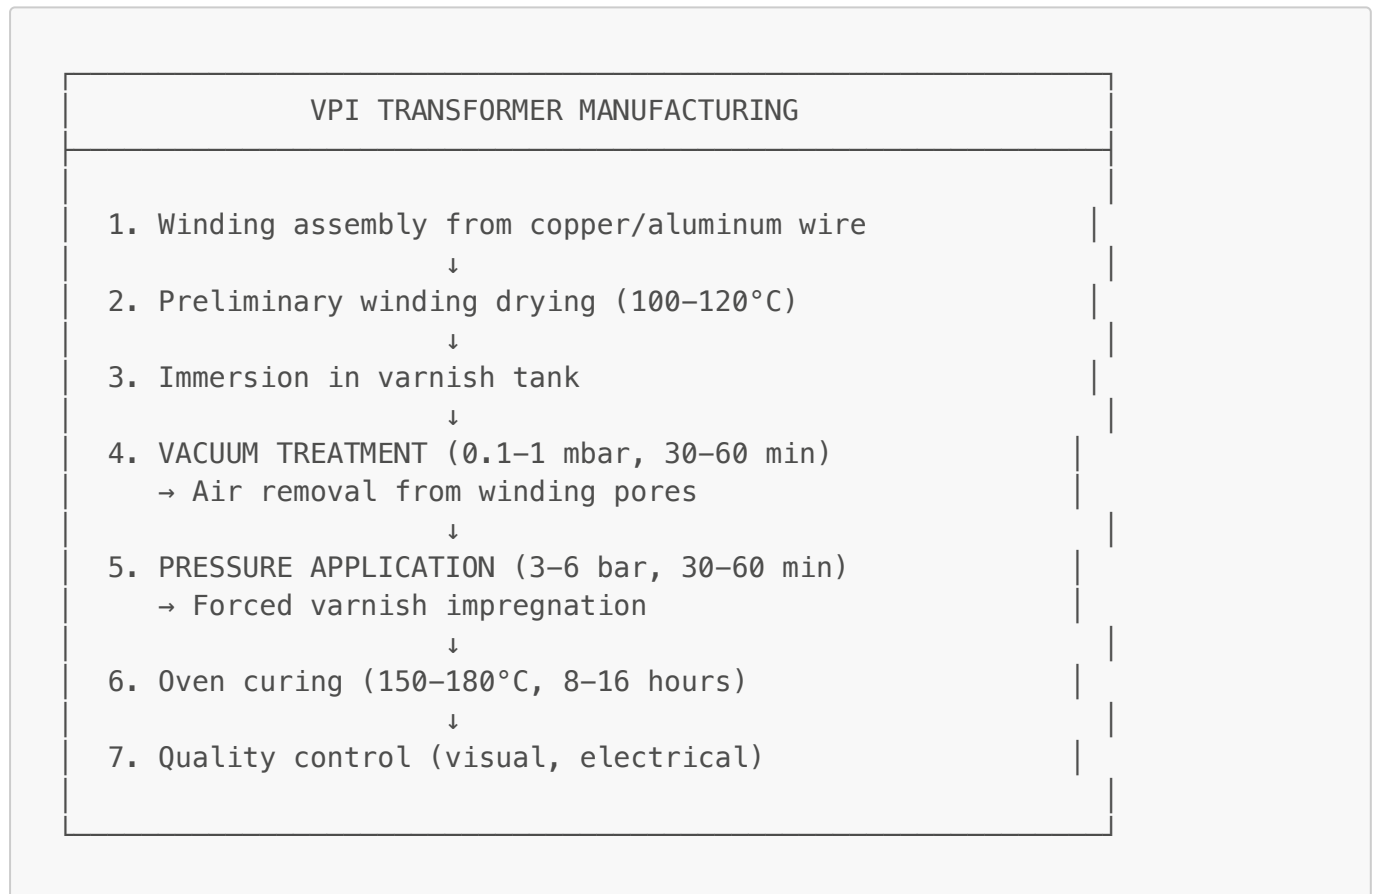 VPI TRANSFORMER MANUFACTURING
1. Winding assembly from copper/aluminum wire
↓
2. Preliminary winding drying (100–120°C)
↓
3. Immersion in varnish tank
↓
4. VACUUM TREATMENT (0.1–1 mbar, 30–60 min)
→ Air removal from winding pores
↓
5. PRESSURE APPLICATION (3–6 bar, 30–60 min)
→ Forced varnish impregnation
↓
6. Oven curing (150–180°C, 8–16 hours)
↓
7. Quality control (visual, electrical)